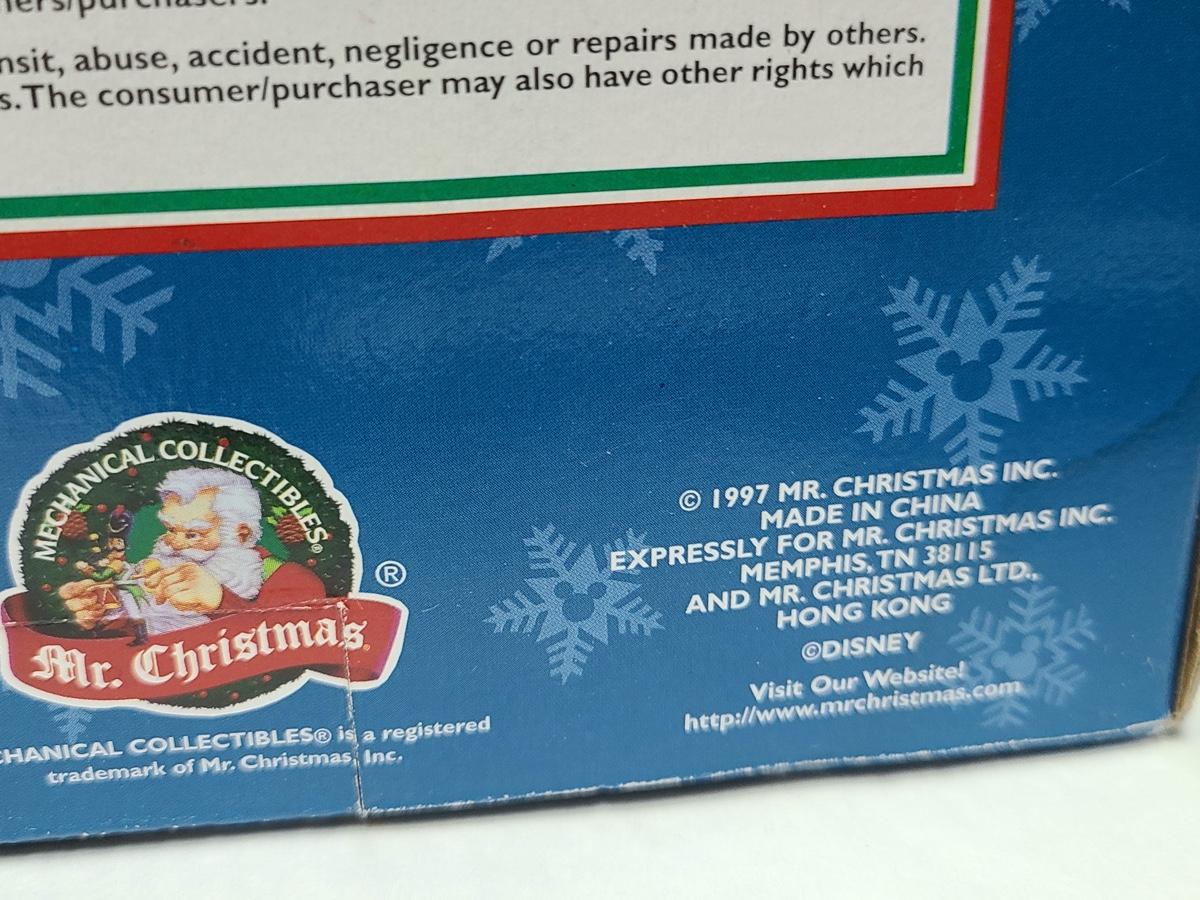 ners/purchasers.
nsit, abuse, accident, negligence or repairs made by others.
s. The consumer/purchaser may also have other rights which
MECHANICAL COLLECTIBLES®
Mr. Christmas
®
CHANICAL COLLECTIBLES® is a registered
trademark of Mr. Christmas, Inc.
© 1997 MR. CHRISTMAS INC.
MADE IN CHINA
EXPRESSLY FOR MR. CHRISTMAS INC.
MEMPHIS, TN 38115
AND MR. CHRISTMAS LTD.,
HONG KONG
©DISNEY
Visit Our Website!
http://www.mrchristmas.com